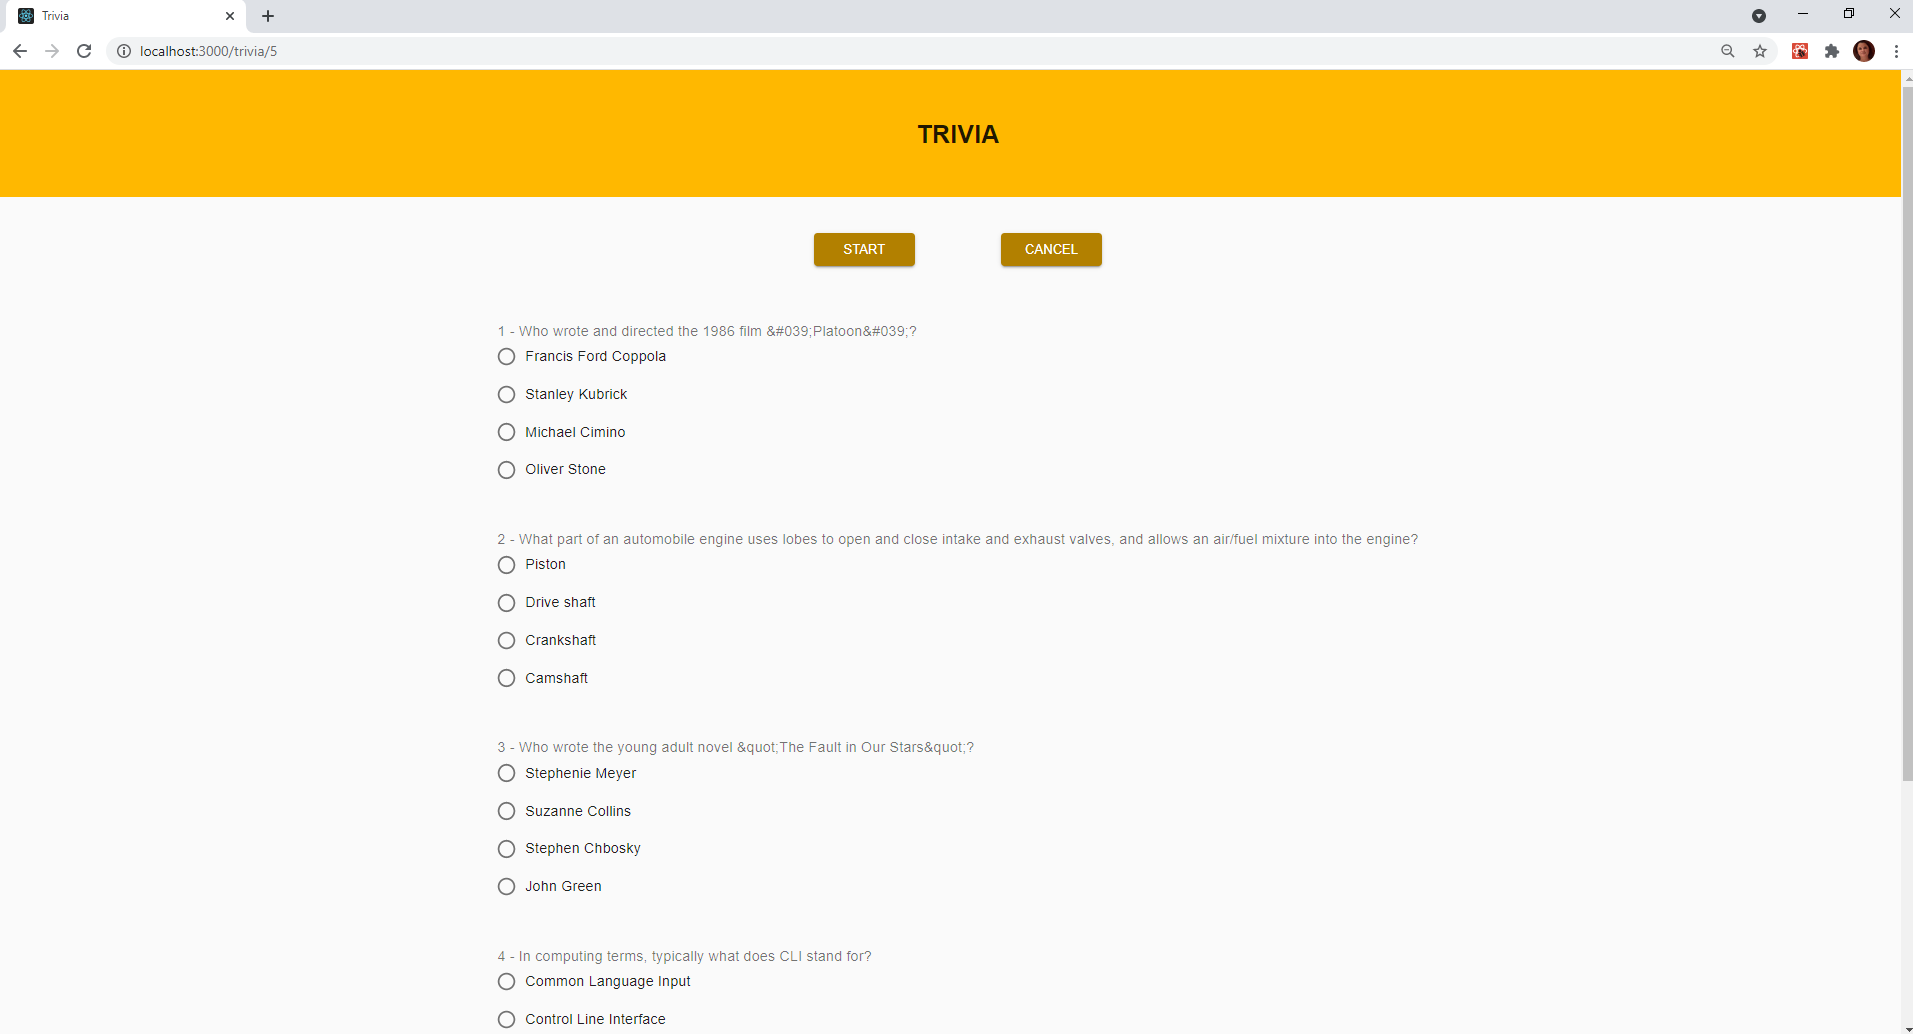 Trivia
localhost:3000/trivia/5
TRIVIA
START
CANCEL
1 - Who wrote and directed the 1986 film &#039;Platoon&#039;?
Francis Ford Coppola
Stanley Kubrick
Michael Cimino
Oliver Stone
2 - What part of an automobile engine uses lobes to open and close intake and exhaust valves, and allows an air/fuel mixture into the engine?
Piston
Drive shaft
Crankshaft
Camshaft
3 - Who wrote the young adult novel &quot;The Fault in Our Stars&quot;?
Stephenie Meyer
Suzanne Collins
Stephen Chbosky
John Green
4 - In computing terms, typically what does CLI stand for?
Common Language Input
Control Line Interface